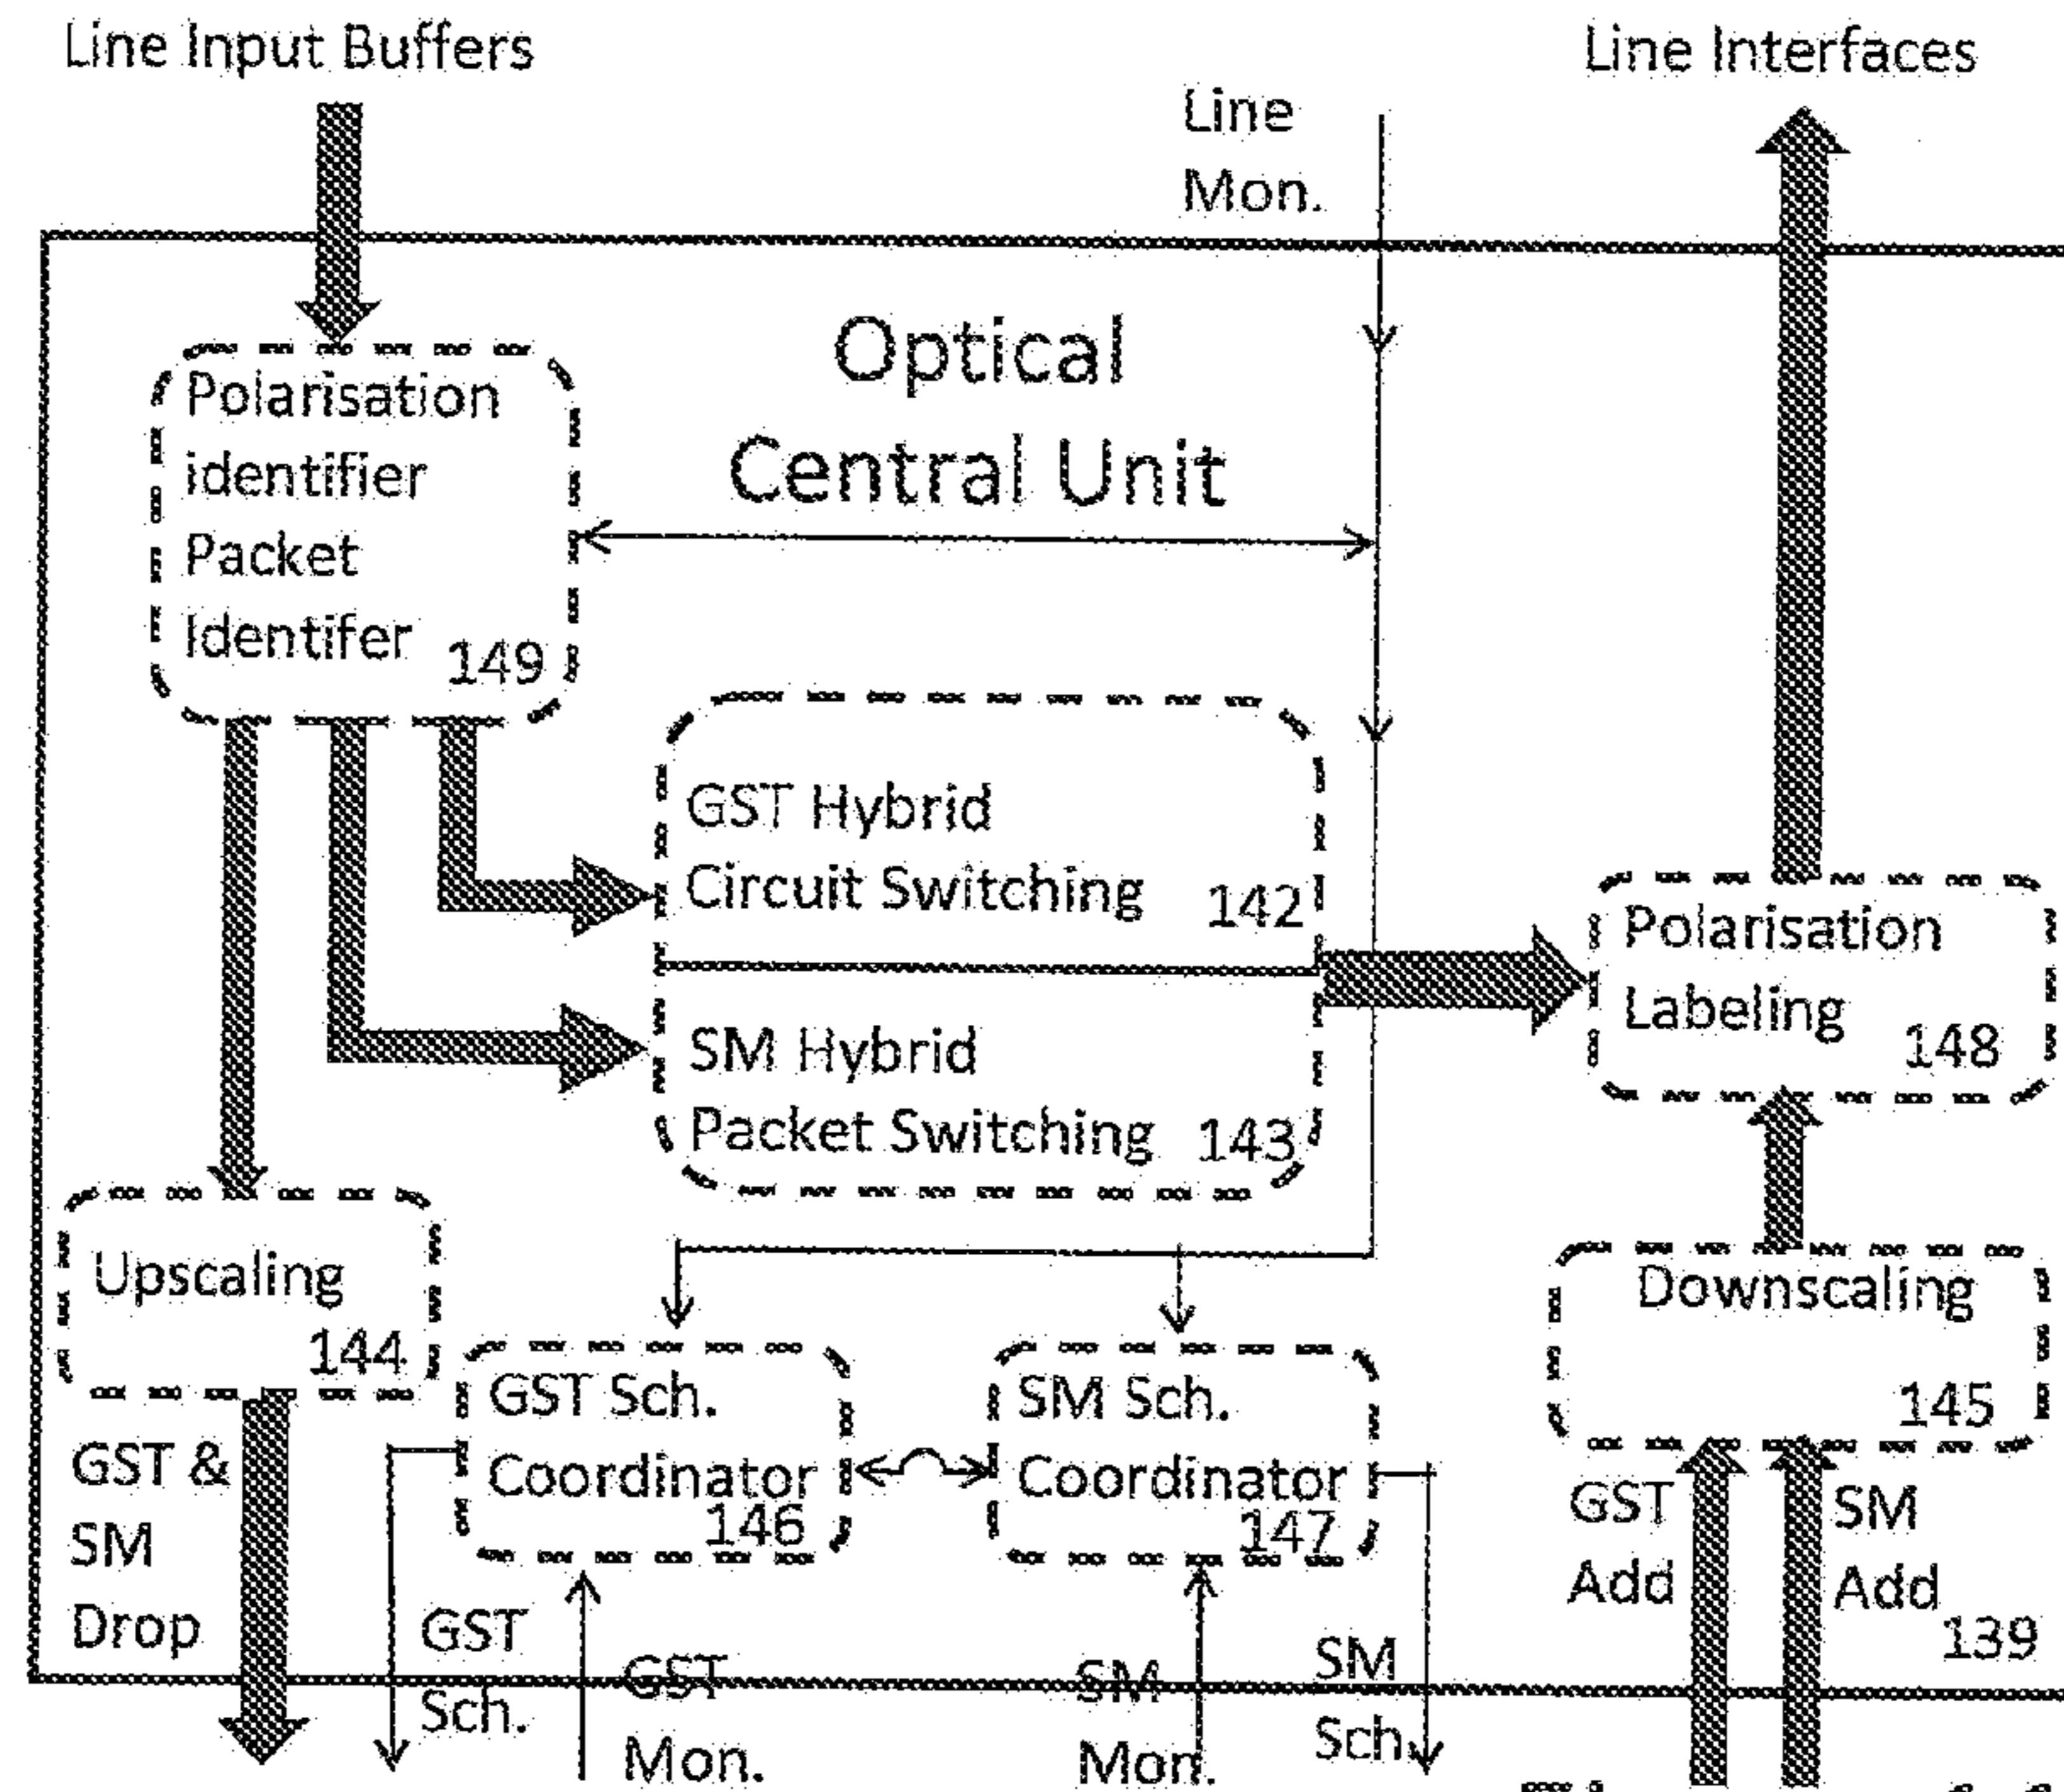 Line Input Buffers
Line
Mon.
Line Interfaces
Optical
Central Unit
Polarisation
identifier
Packet
Identifer
149
GST Hybrid
Circuit Switching
142
SM Hybrid
Packet Switching
143
Polarisation
Labeling
148
Upscaling
144
GST Sch.
Coordinator
146
SM Sch.
Coordinator
147
Downscaling
145
GST &
SM
Drop
GST
Sch.
GST
Mon.
SM
Mon.
SM
Sch.
GST
Add
SM
Add
139